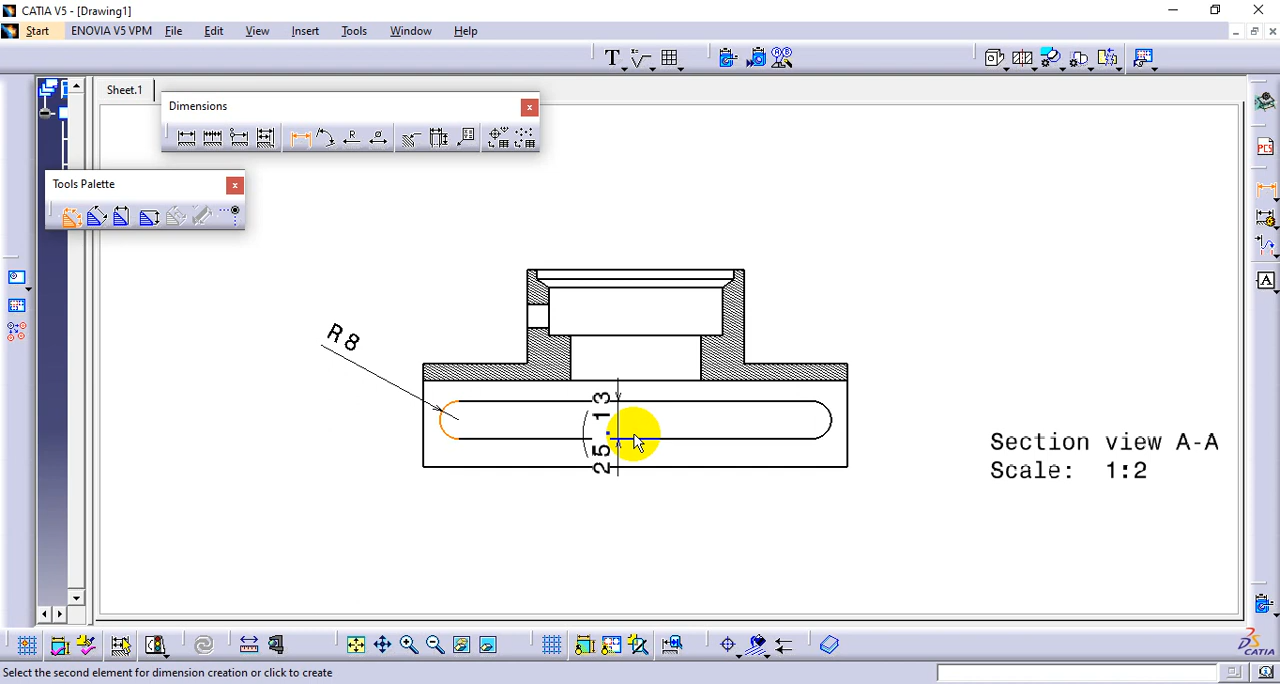 CATIA V5 - [Drawing1]
Start ENOVIA V5 VPM File Edit View Insert Tools Window Help
Sheet.1
Dimensions
Tools Palette
R 8
25.13
Section view A-A
Scale: 1:2
Select the second element for dimension creation or click to create
CATIA